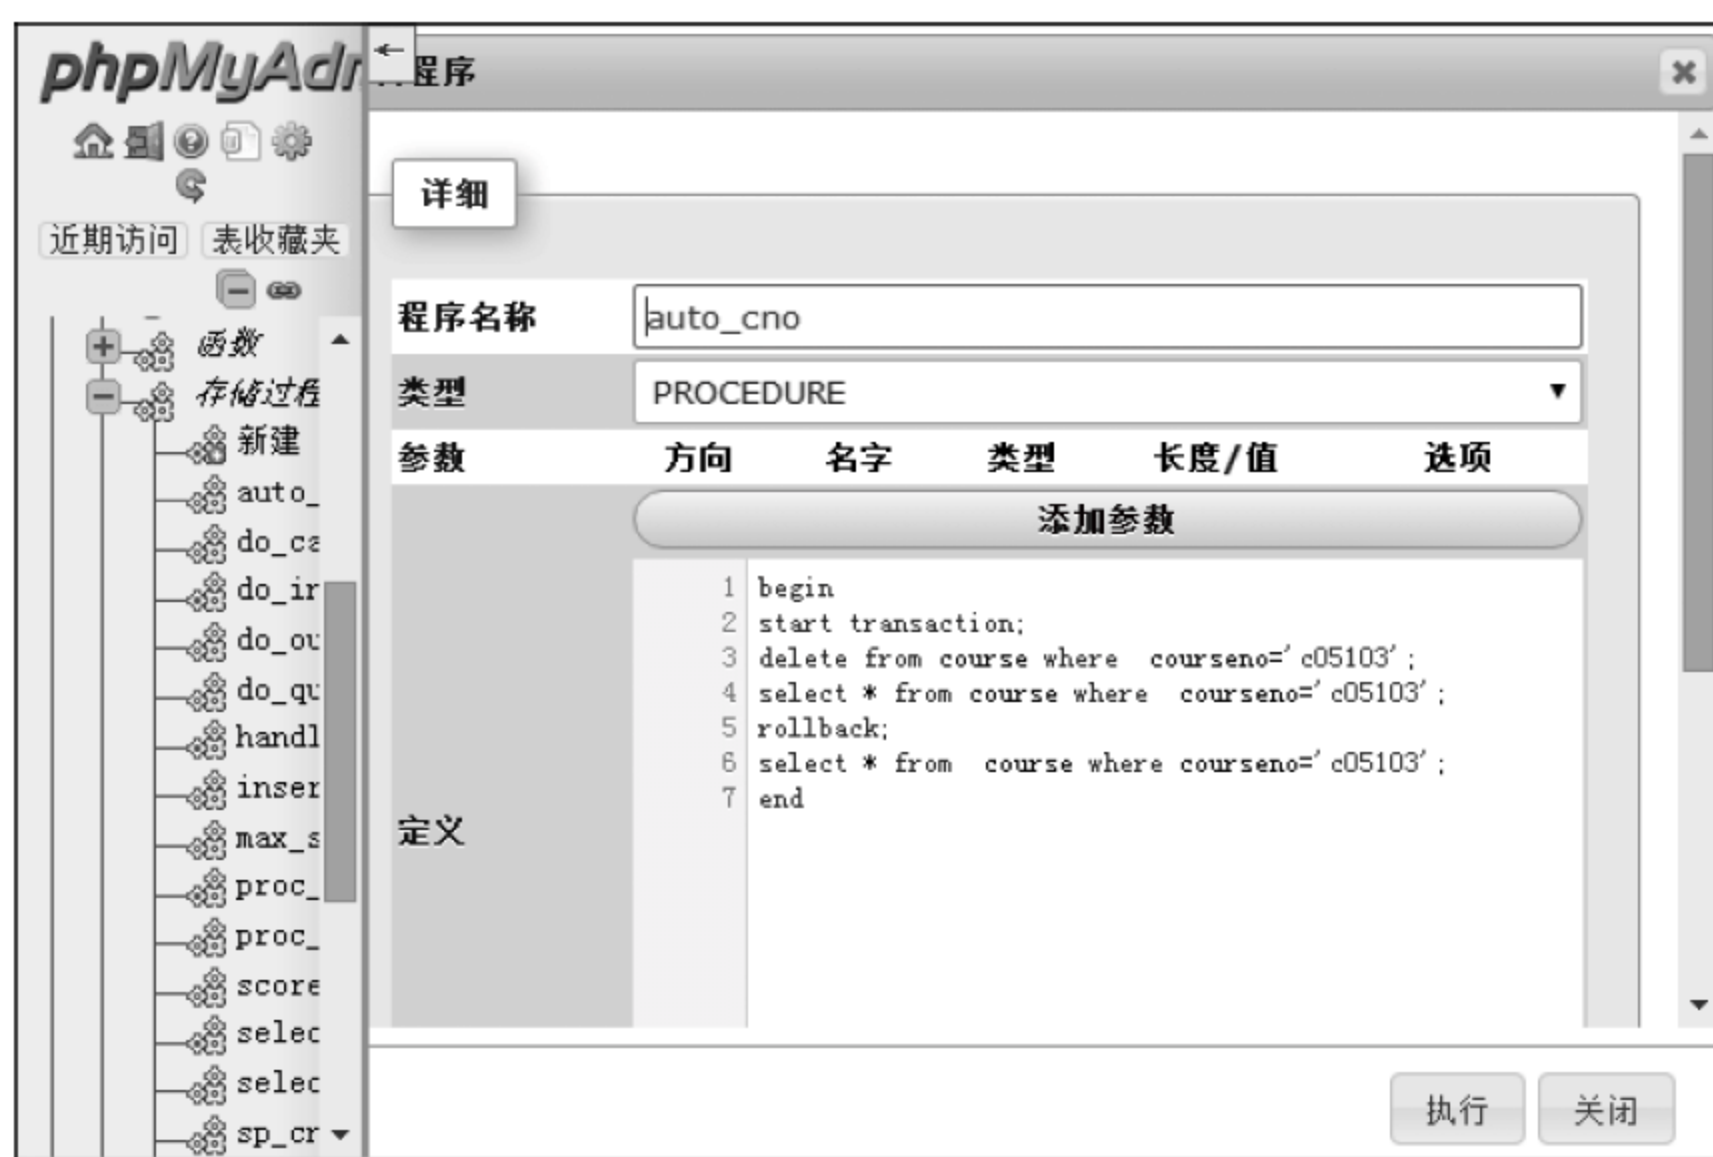 phpMyAdm
程序
近期访问 表收藏夹
函数
存储过程
新建
auto_
do_ca
do_in
do_ou
do_qu
handl
inser
max_s
proc_
proc_
score
selec
selec
sp_cr
详细
程序名称 auto_cno
类型 PROCEDURE
参数 方向 名字 类型 长度/值 选项
添加参数
定义
1 begin
2 start transaction;
3 delete from course where courseno='c05103';
4 select * from course where courseno='c05103';
5 rollback;
6 select * from course where courseno='c05103';
7 end
执行 关闭